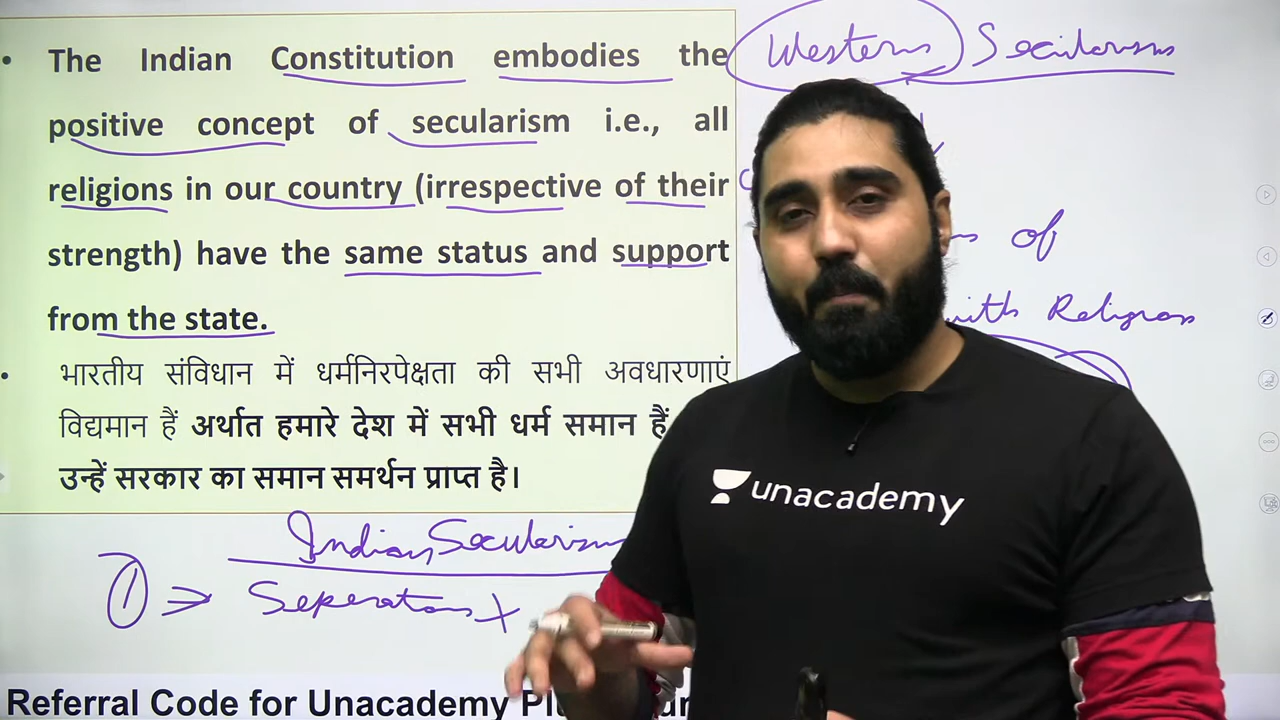 The Indian Constitution embodies the
positive concept of secularism i.e., all
religions in our country (irrespective of their
strength) have the same status and support
from the state.
भारतीय संविधान में धर्मनिरपेक्षता की सभी अवधारणाएं
विद्यमान हैं अर्थात हमारे देश में सभी धर्म समान हैं
उन्हें सरकार का समान समर्थन प्राप्त है।
Western Secularism
of
with Religion
Indian Secularism
① ⇒ Seperation X
unacademy
Referral Code for Unacademy